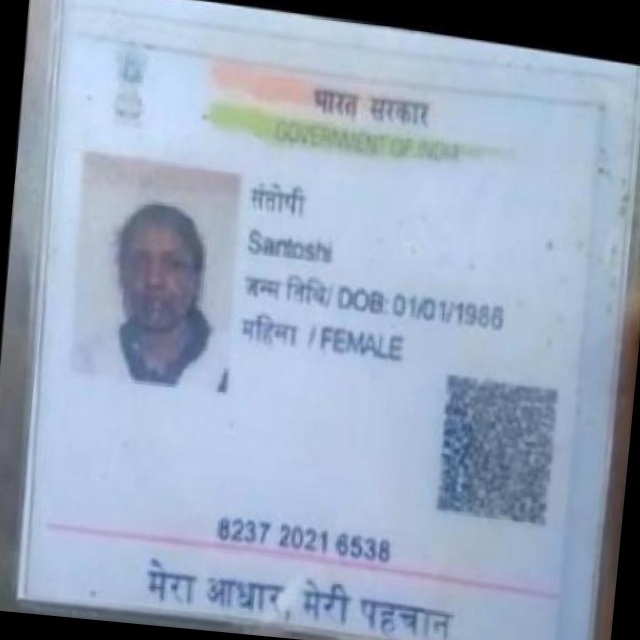 भारत सरकार
GOVERNMENT OF INDIA
संतोषी
Santoshi
जन्म तिथि/ DOB: 01/01/1986
महिला / FEMALE
8237 2021 6538
मेरा आधार, मेरी पहचान